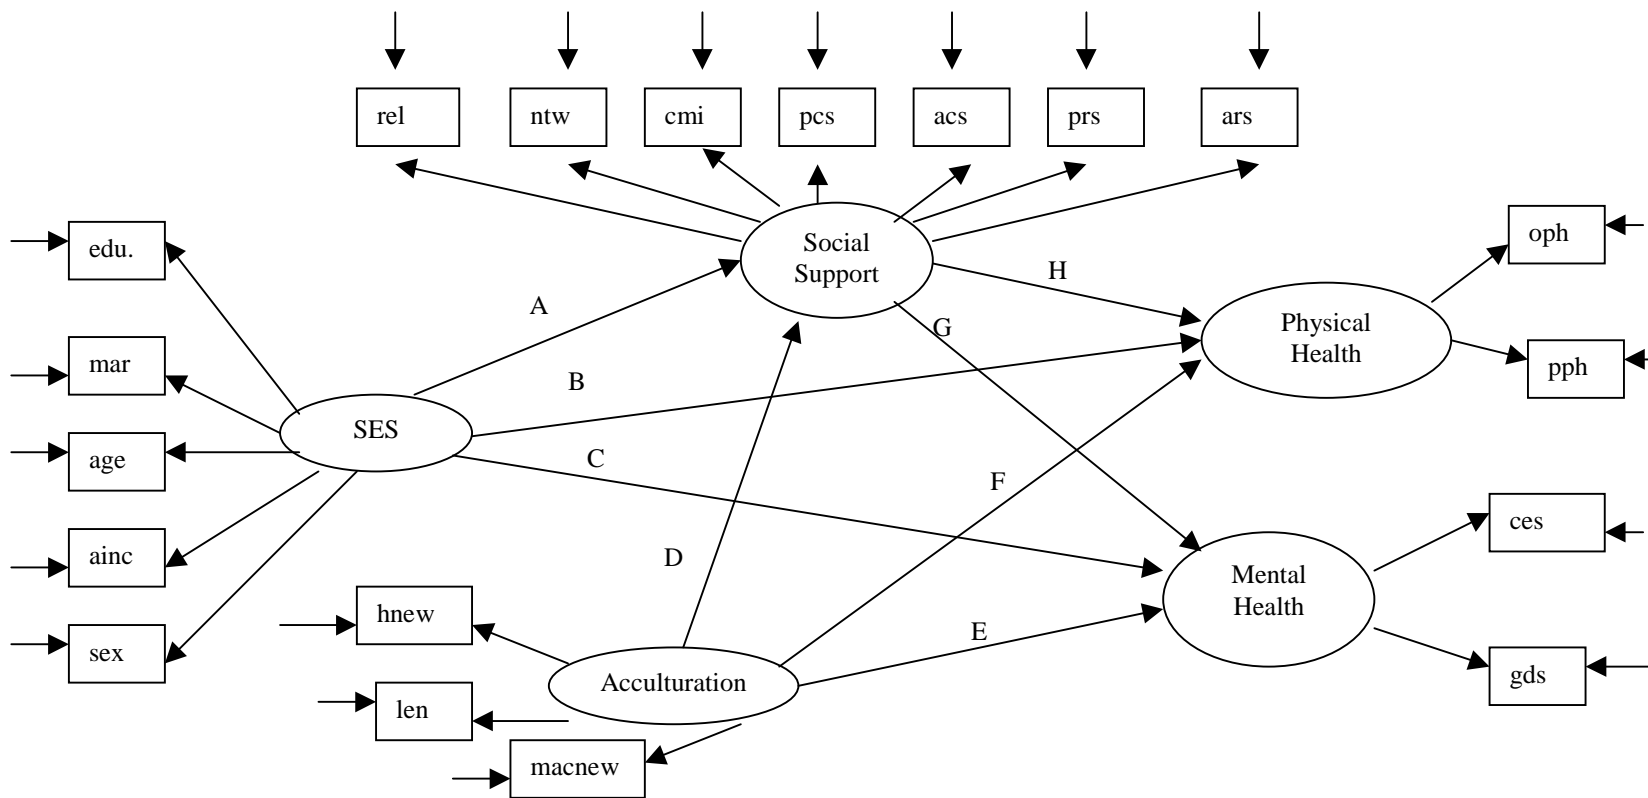 rel
ntw
cmi
pcs
acs
prs
ars
edu.
Social
Support
oph
H
A
G
Physical
Health
mar
B
pph
SES
age
C
F
ces
ainc
D
Mental
Health
hnew
E
sex
Acculturation
gds
len
macnew